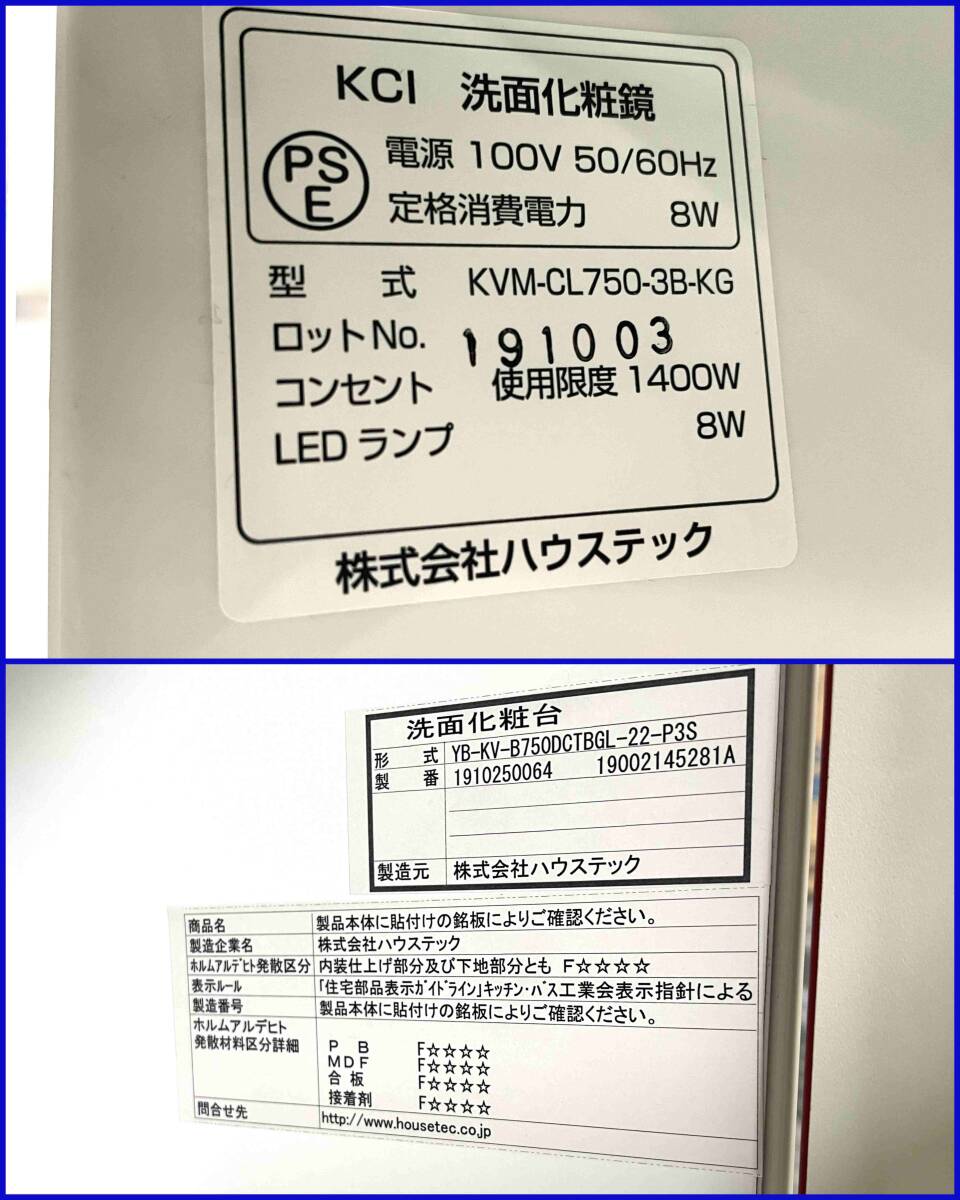 KCI 洗面化粧鏡
PSE
電源 100V 50/60Hz
定格消費電力 8W
型 式 KVM-CL750-3B-KG
ロットNo. 191003
コンセント 使用限度 1400W
LED ランプ 8W
株式会社ハウステック
洗面化粧台
形 式 YB-KV-B750DCTBGL-22-P3S
製 番 1910250064 19002145281A
製造元 株式会社ハウステック
商品名 製品本体に貼付けの銘板によりご確認ください。
製造企業名 株式会社ハウステック
ホルムアルデヒト発散区分 内装仕上げ部分及び下地部分とも F☆☆☆☆
表示ルール 「住宅部品表示ガイドライン」キッチン・バス工業会表示指針による
製造番号 製品本体に貼付けの銘板によりご確認ください。
ホルムアルデヒト
発散材料区分詳細
P B F☆☆☆☆
MDF F☆☆☆☆
合板 F☆☆☆☆
接着剤 F☆☆☆☆
問合せ先 http://www.housetec.co.jp